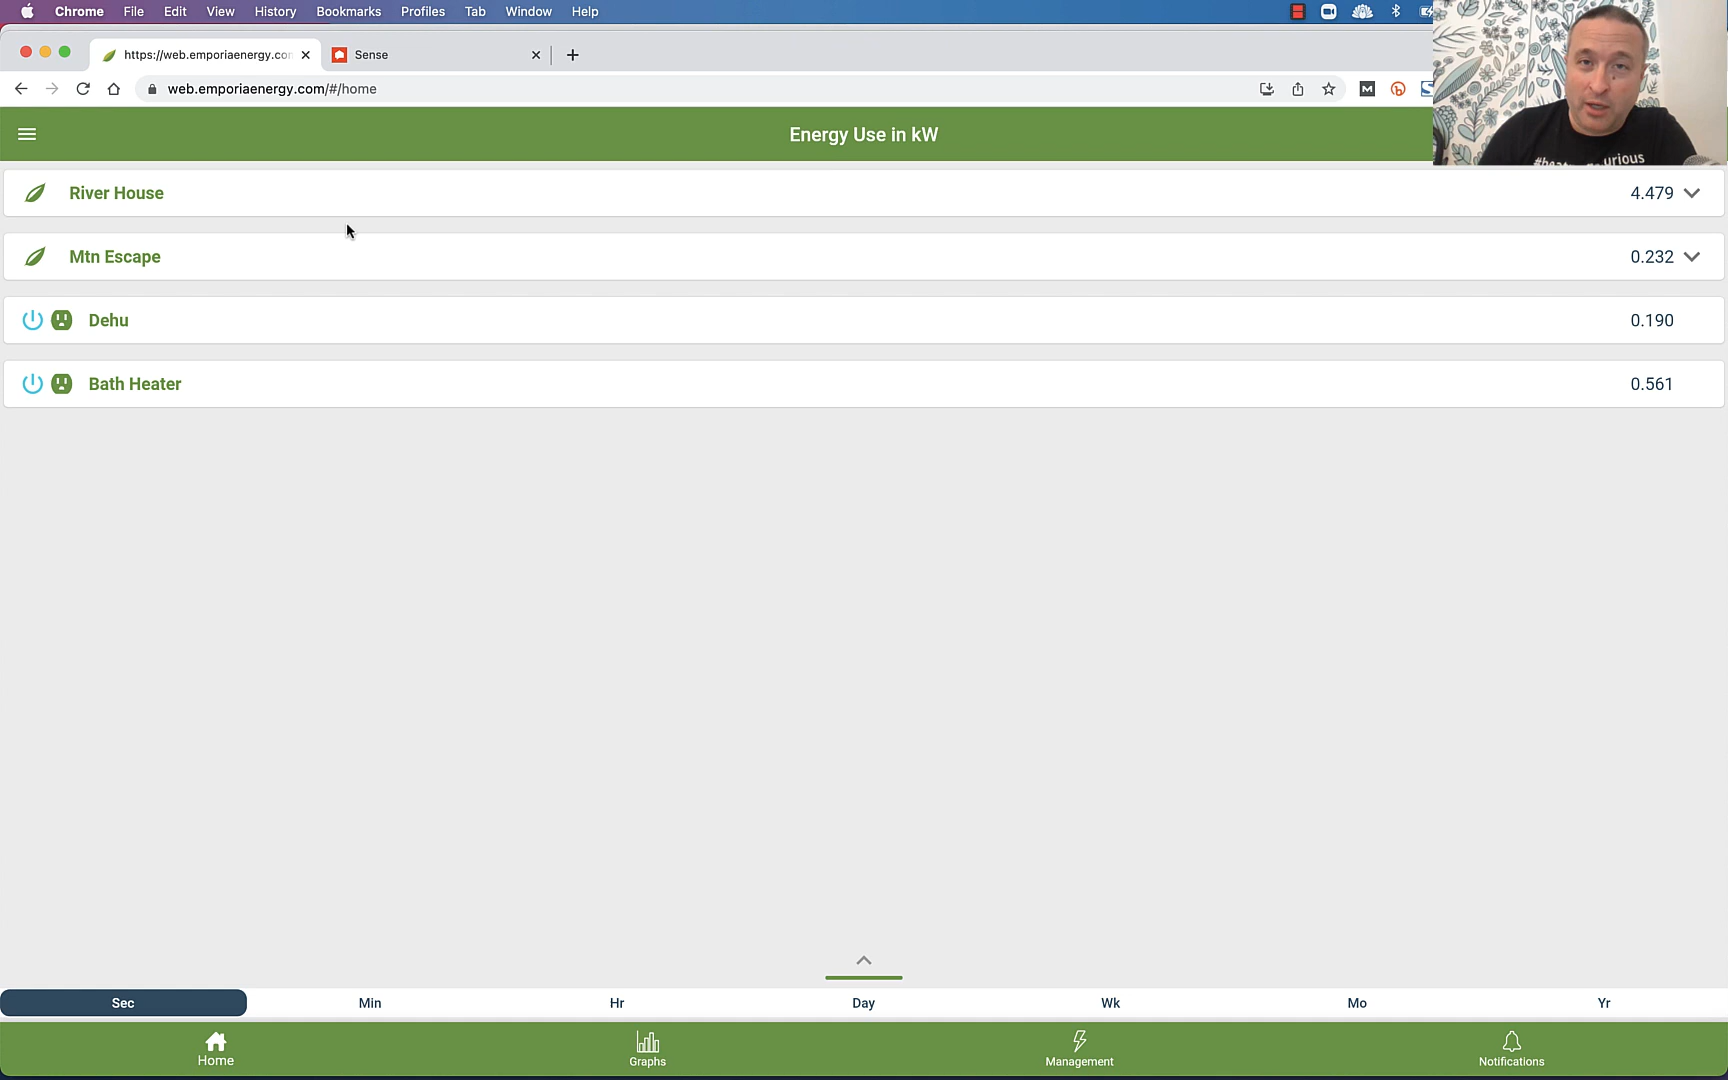 Chrome File Edit View History Bookmarks Profiles Tab Window Help
https://web.emporiaenergy.co
Sense
web.emporiaenergy.com/#/home
Energy Use in kW
River House 4.479
Mtn Escape 0.232
Dehu 0.190
Bath Heater 0.561
Sec Min Hr Day Wk Mo Yr
Home Graphs Management Notifications